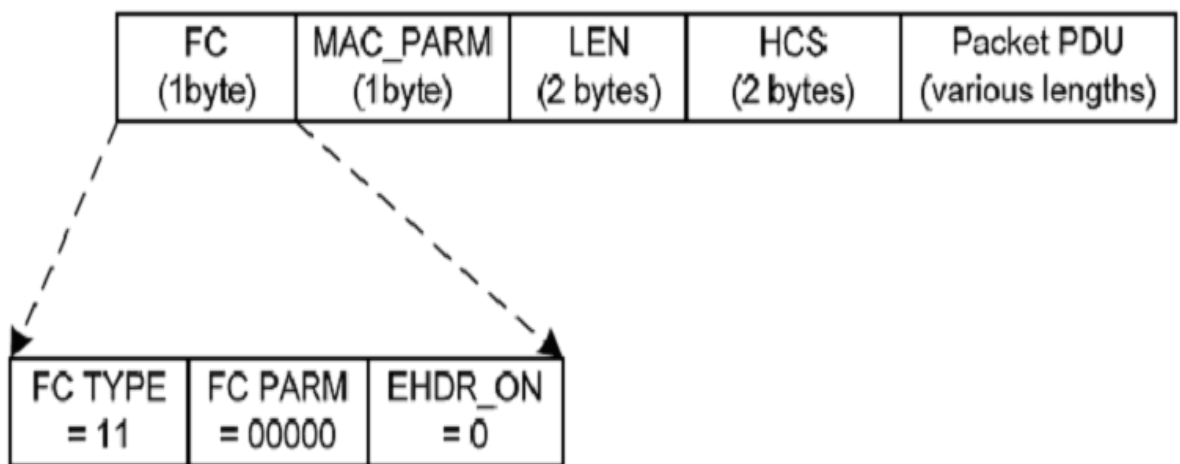 FC MAC_PARM LEN HCS Packet PDU
(1byte) (1byte) (2 bytes) (2 bytes) (various lengths)
FC TYPE FC PARM EHDR_ON
= 11 = 00000 = 0